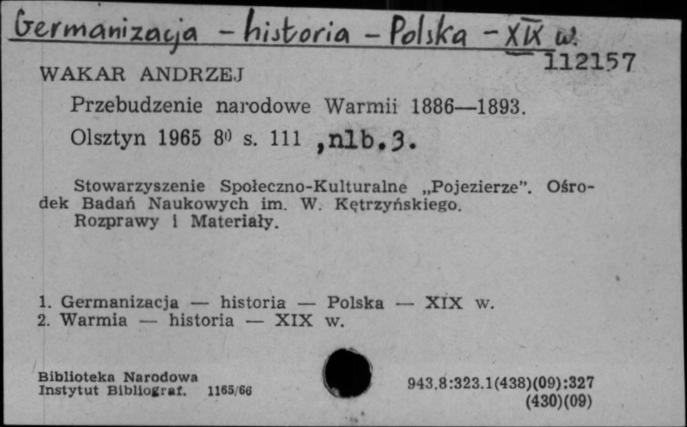 Germanizacja – historia – Polska – XIX w.
112157
WAKAR ANDRZEJ
Przebudzenie narodowe Warmii 1886—1893.
Olsztyn 1965 8⁰ s. 111 ,nlb.3.
Stowarzyszenie Społeczno-Kulturalne „Pojezierze”. Ośro-
dek Badań Naukowych im. W. Kętrzyńskiego.
Rozprawy i Materiały.
1. Germanizacja — historia — Polska — XIX w.
2. Warmia — historia — XIX w.
Biblioteka Narodowa
Instytut Bibliograf. 1165/66
943.8:323.1(438)(09):327
(430)(09)